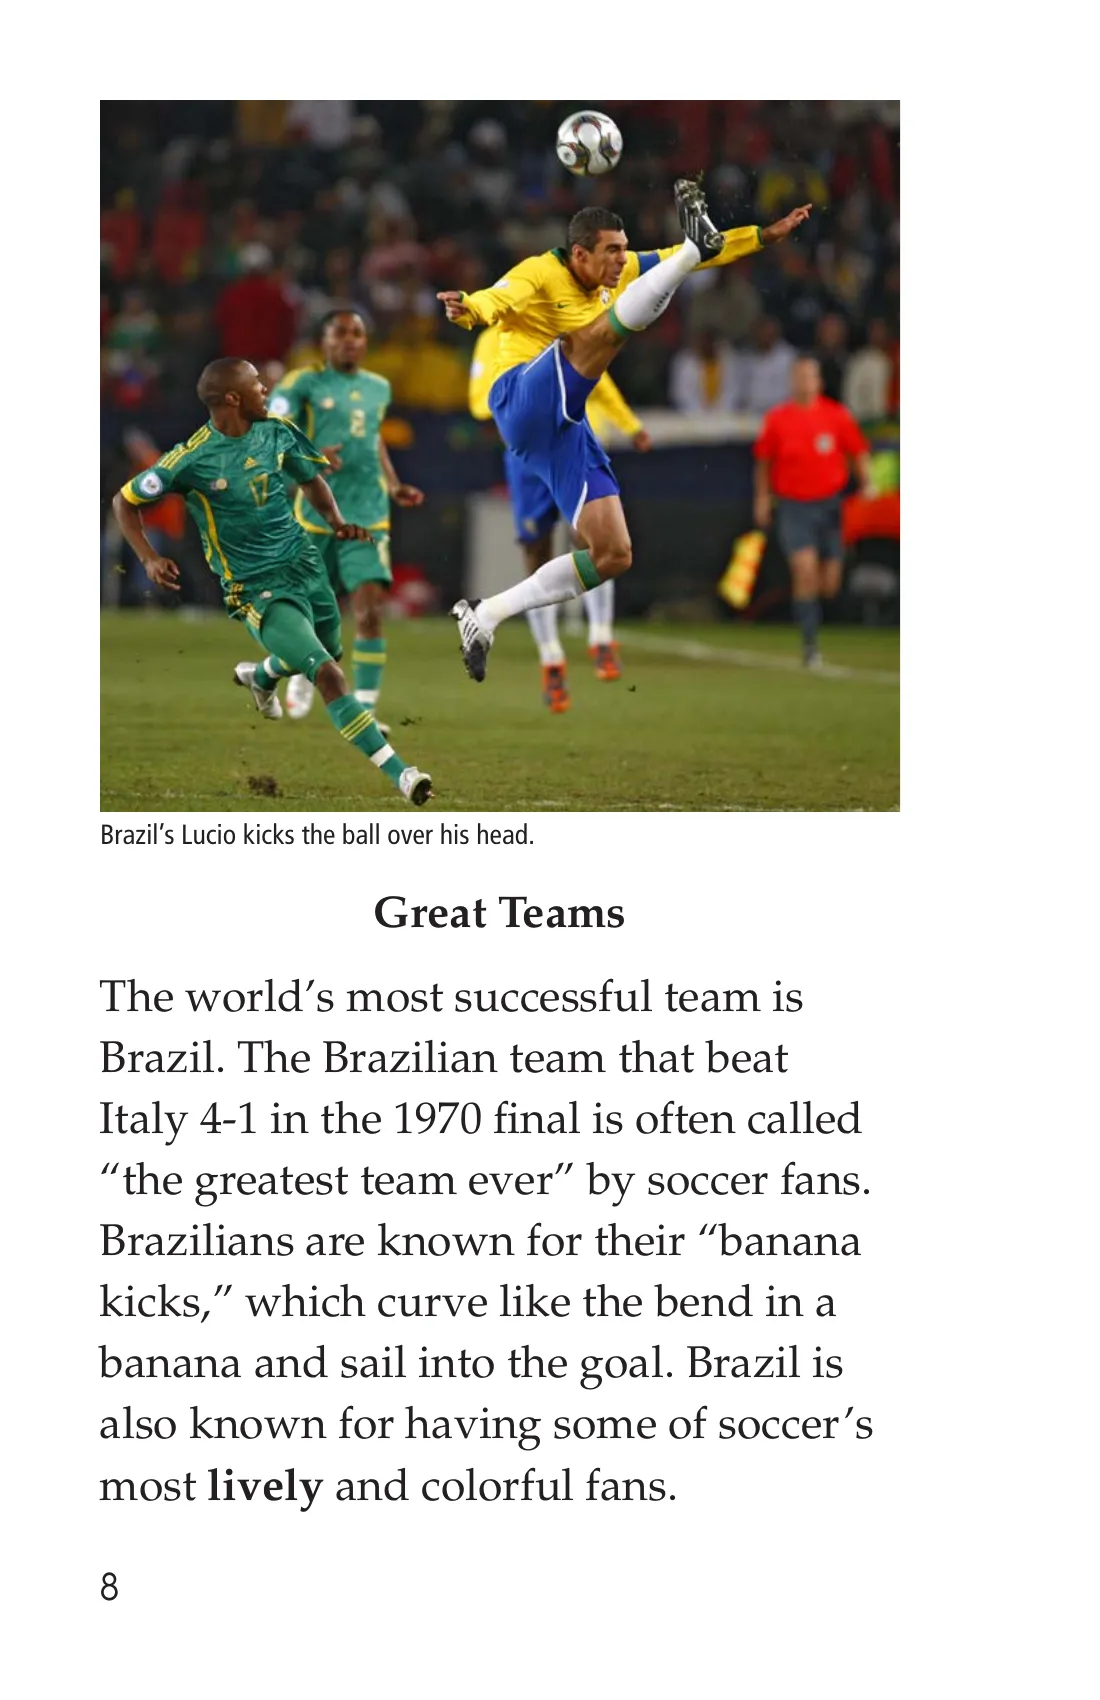 17
2
Brazil’s Lucio kicks the ball over his head.
Great Teams
The world’s most successful team is
Brazil. The Brazilian team that beat
Italy 4-1 in the 1970 final is often called
“the greatest team ever” by soccer fans.
Brazilians are known for their “banana
kicks,” which curve like the bend in a
banana and sail into the goal. Brazil is
also known for having some of soccer’s
most lively and colorful fans.
8